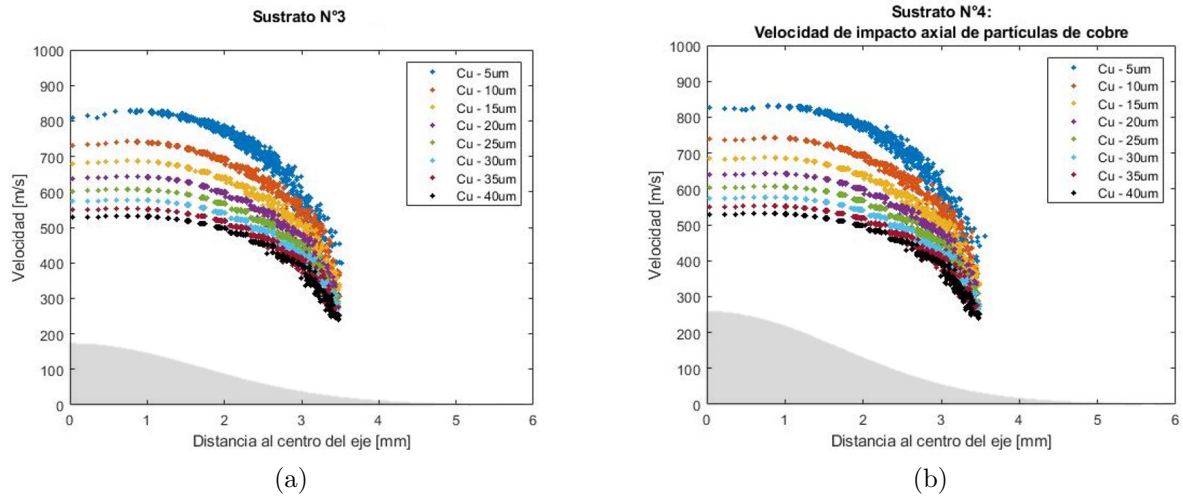 Sustrato N°3
Velocidad [m/s]
1000
900
800
700
600
500
400
300
200
100
0
Cu - 5um
Cu - 10um
Cu - 15um
Cu - 20um
Cu - 25um
Cu - 30um
Cu - 35um
Cu - 40um
0 1 2 3 4 5 6
Distancia al centro del eje [mm]
(a)
Sustrato N°4:
Velocidad de impacto axial de partículas de cobre
Velocidad [m/s]
1000
900
800
700
600
500
400
300
200
100
0
Cu - 5um
Cu - 10um
Cu - 15um
Cu - 20um
Cu - 25um
Cu - 30um
Cu - 35um
Cu - 40um
0 1 2 3 4 5 6
Distancia al centro del eje [mm]
(b)